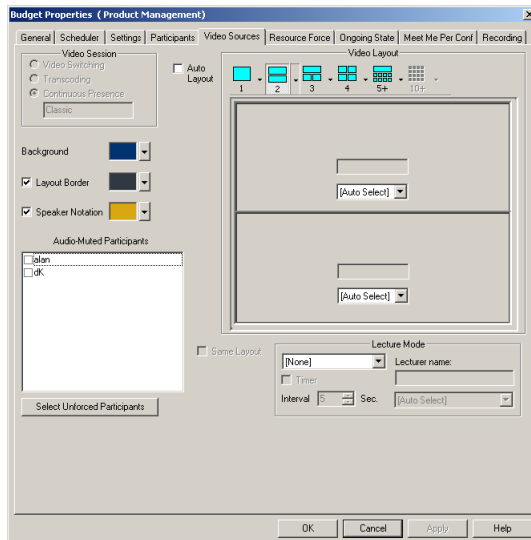 Budget Properties ( Product Management)
General
Scheduler
Settings
Participants
Video Sources
Resource Force
Ongoing State
Meet Me Per Conf
Recording
Video Session
Video Switching
Transcoding
Continuous Presence
Classic
Auto
Layout
Video Layout
1
2
3
4
5+
10+
[Auto Select]
[Auto Select]
Background
Layout Border
Speaker Notation
Audio-Muted Participants
alan
dK
Select Unforced Participants
Same Layout
Lecture Mode
[None]
Lecturer name:
Timer
Interval 5 Sec.
[Auto Select]
OK
Cancel
Apply
Help